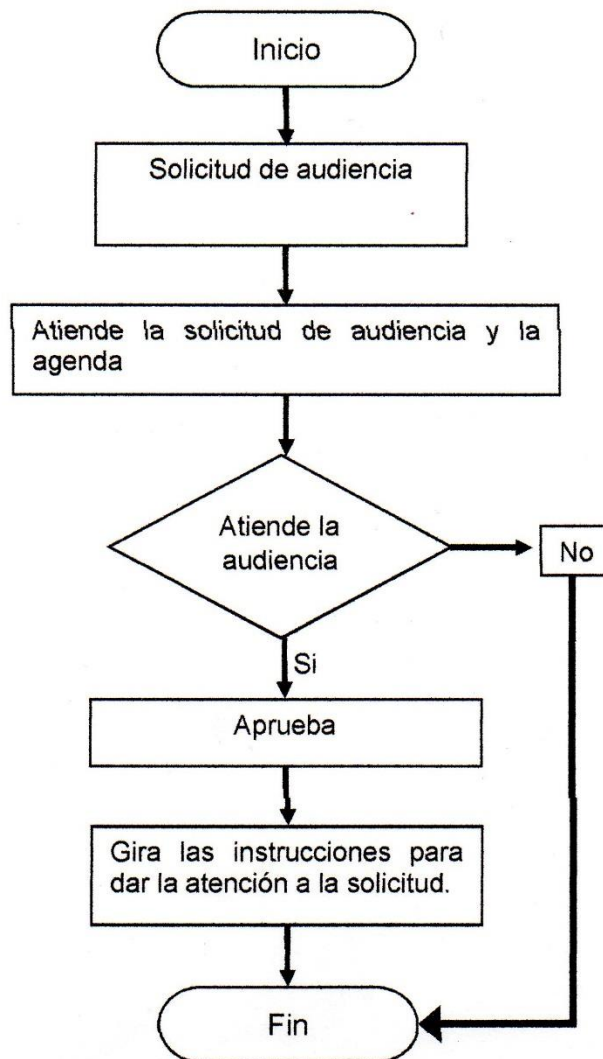 Inicio
Solicitud de audiencia
Atiende la solicitud de audiencia y la
agenda
Atiende la
audiencia
No
Si
Aprueba
Gira las instrucciones para
dar la atención a la solicitud.
Fin